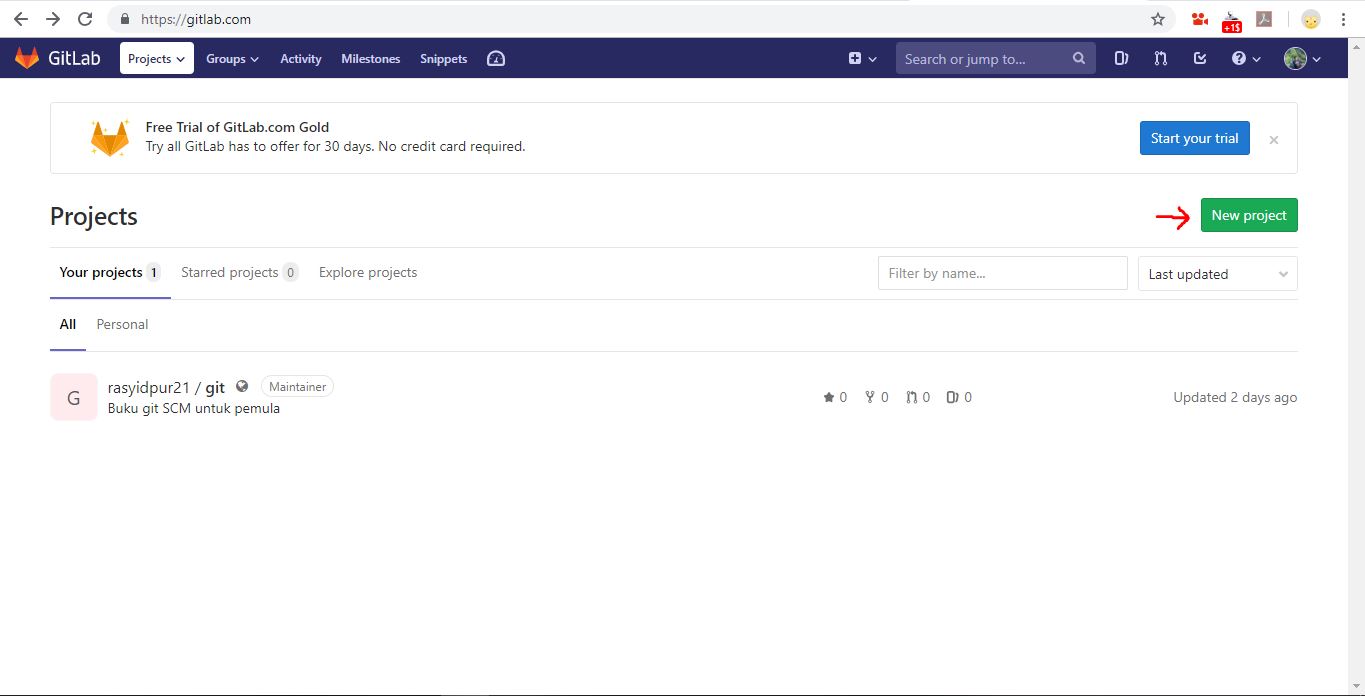 https://gitlab.com
+1$
GitLab Projects Groups Activity Milestones Snippets Search or jump to...
Free Trial of GitLab.com Gold
Try all GitLab has to offer for 30 days. No credit card required.
Start your trial
Projects
New project
Your projects 1 Starred projects 0 Explore projects Filter by name... Last updated
All Personal
G
rasyidpur21 / git Maintainer
Buku git SCM untuk pemula
0 0 0 0 Updated 2 days ago